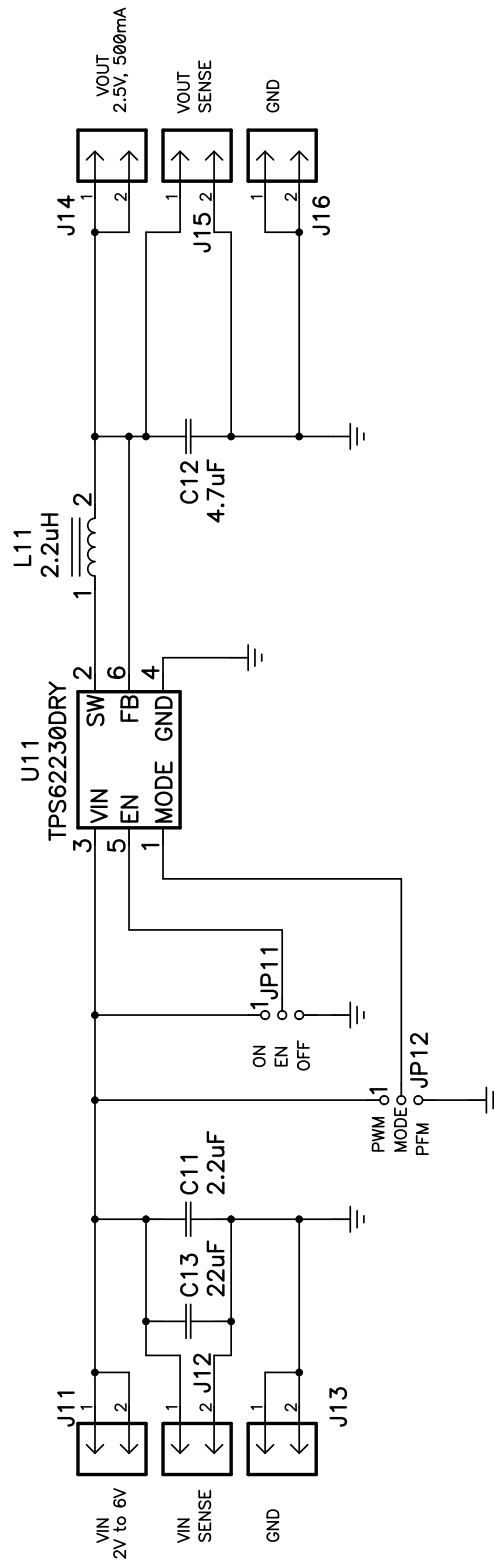 J11
1
2
VIN
2V to 6V
J12
1
2
VIN
SENSE
J13
1
2
GND
C13
22uF
C11
2.2uF
JP12
1
PWM
MODE
PFM
JP11
1
ON
EN
OFF
U11
TPS62230DRY
3
VIN
5
EN
1
MODE
SW
2
FB
6
GND
4
L11
2.2uH
1
2
C12
4.7uF
J14
1
2
VOUT
2.5V, 500mA
J15
1
2
VOUT
SENSE
J16
1
2
GND